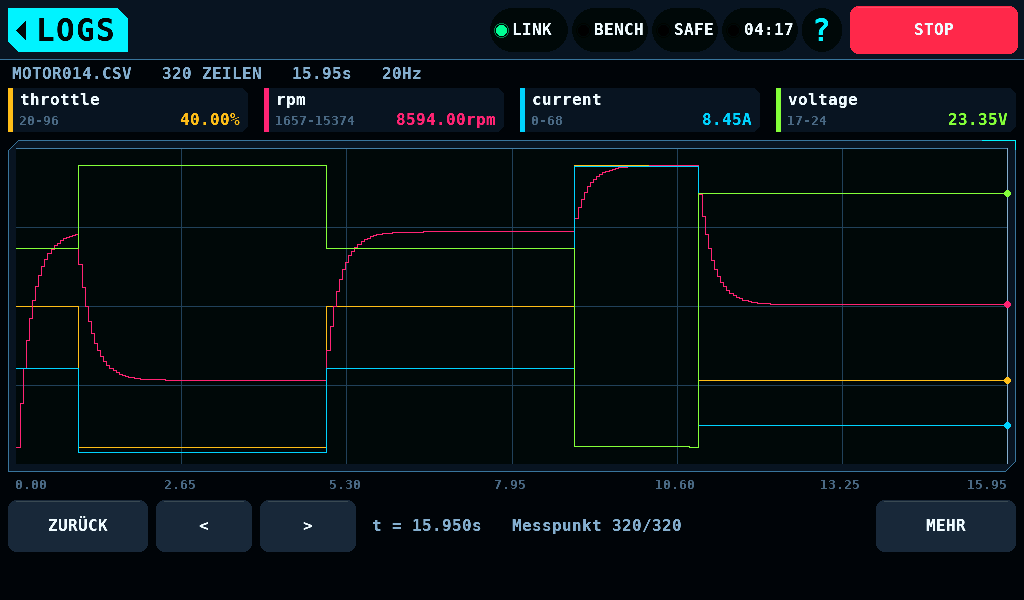 LOGS LINK BENCH SAFE 04:17 ? STOP
MOTOR014.CSV 320 ZEILEN 15.95s 20Hz
throttle rpm current voltage
20-96 40.00% 1657-15374 8594.00rpm 0-68 8.45A 17-24 23.35V
0.00 2.65 5.30 7.95 10.60 13.25 15.95
ZURÜCK < > t = 15.950s Messpunkt 320/320 MEHR